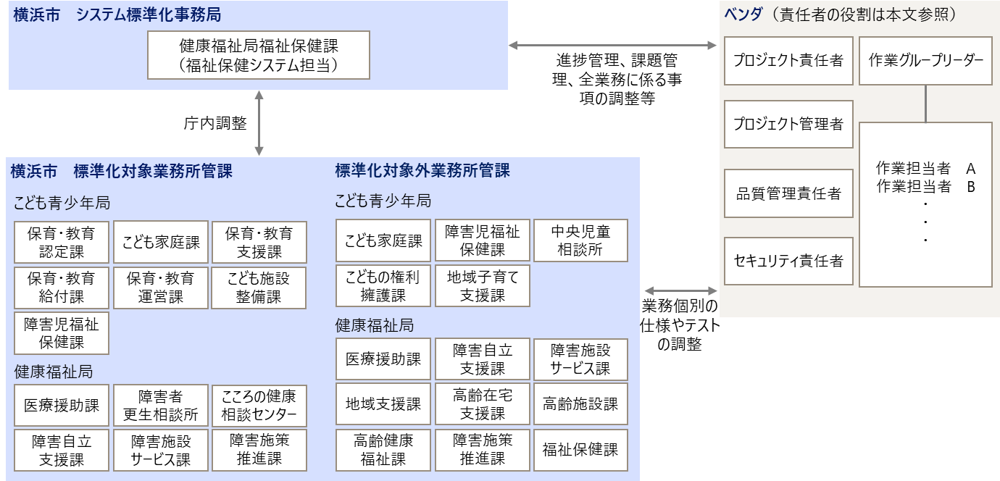 横浜市　システム標準化事務局
健康福祉局福祉保健課
（福祉保健システム担当）
進捗管理、課題管
理、全業務に係る事
項の調整等
ベンダ（責任者の役割は本文参照）
プロジェクト責任者
作業グループリーダー
プロジェクト管理者
品質管理責任者
セキュリティ責任者
作業担当者　A
作業担当者　B
・
・
・
庁内調整
横浜市　標準化対象業務所管課
こども青少年局
保育・教育
認定課
こども家庭課
保育・教育
支援課
保育・教育
給付課
保育・教育
運営課
こども施設
整備課
障害児福祉
保健課
健康福祉局
医療援助課
障害者
更生相談所
こころの健康
相談センター
障害自立
支援課
障害施設
サービス課
障害施策
推進課
標準化対象外業務所管課
こども青少年局
こども家庭課
障害児福祉
保健課
中央児童
相談所
こどもの権利
擁護課
地域子育て
支援課
健康福祉局
医療援助課
障害自立
支援課
障害施設
サービス課
地域支援課
高齢在宅
支援課
高齢施設課
高齢健康
福祉課
障害施策
推進課
福祉保健課
業務個別の
仕様やテスト
の調整